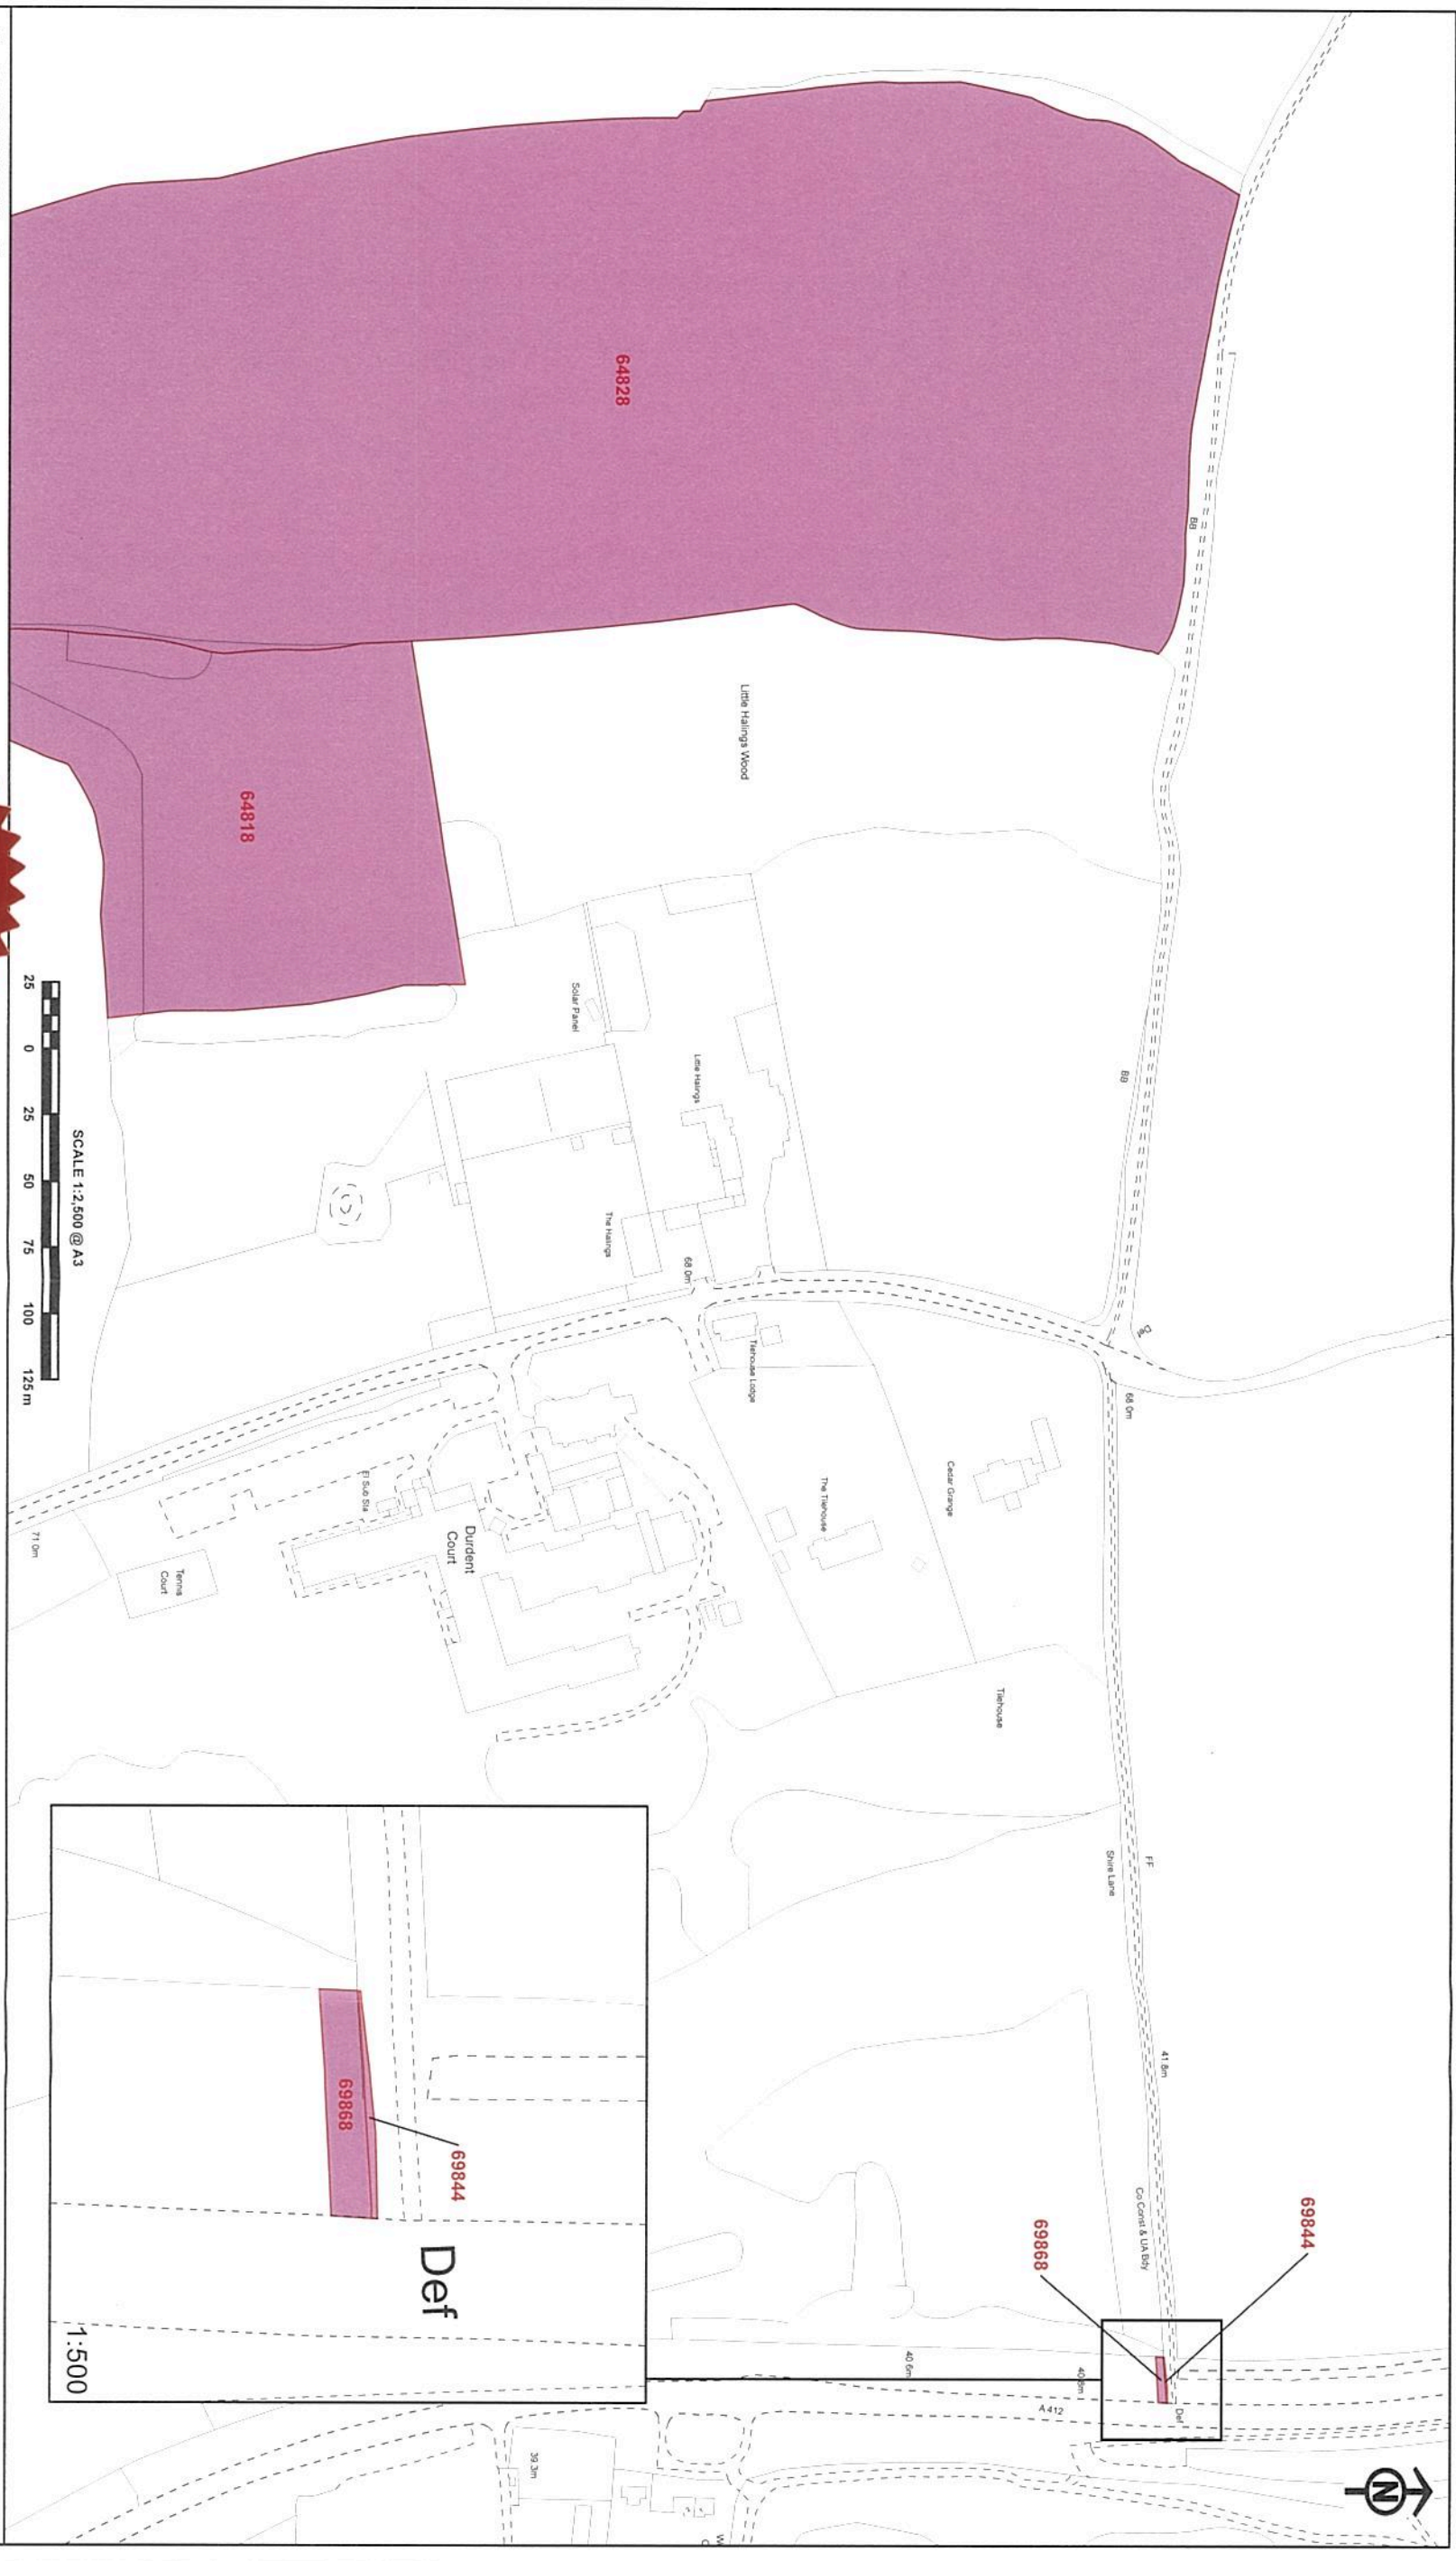 64828
64818
Little Halings Wood
Solar Panel
Little Halings
The Halings
68.0m
BB
BB
Def
68.0m
Tilehouse Lodge
The Tilehouse
Cedar Grange
Tilehouse
El Sub Sta
Durdent
Court
Tennis
Court
71.0m
FF
Shire Lane
41.8m
Co Const & UA Bdy
69844
69868
Def
40.6m
A 412
39.3m
69868
69844
Def
1:500
N
SCALE 1:2,500 @ A3
25 0 25 50 75 100 125 m